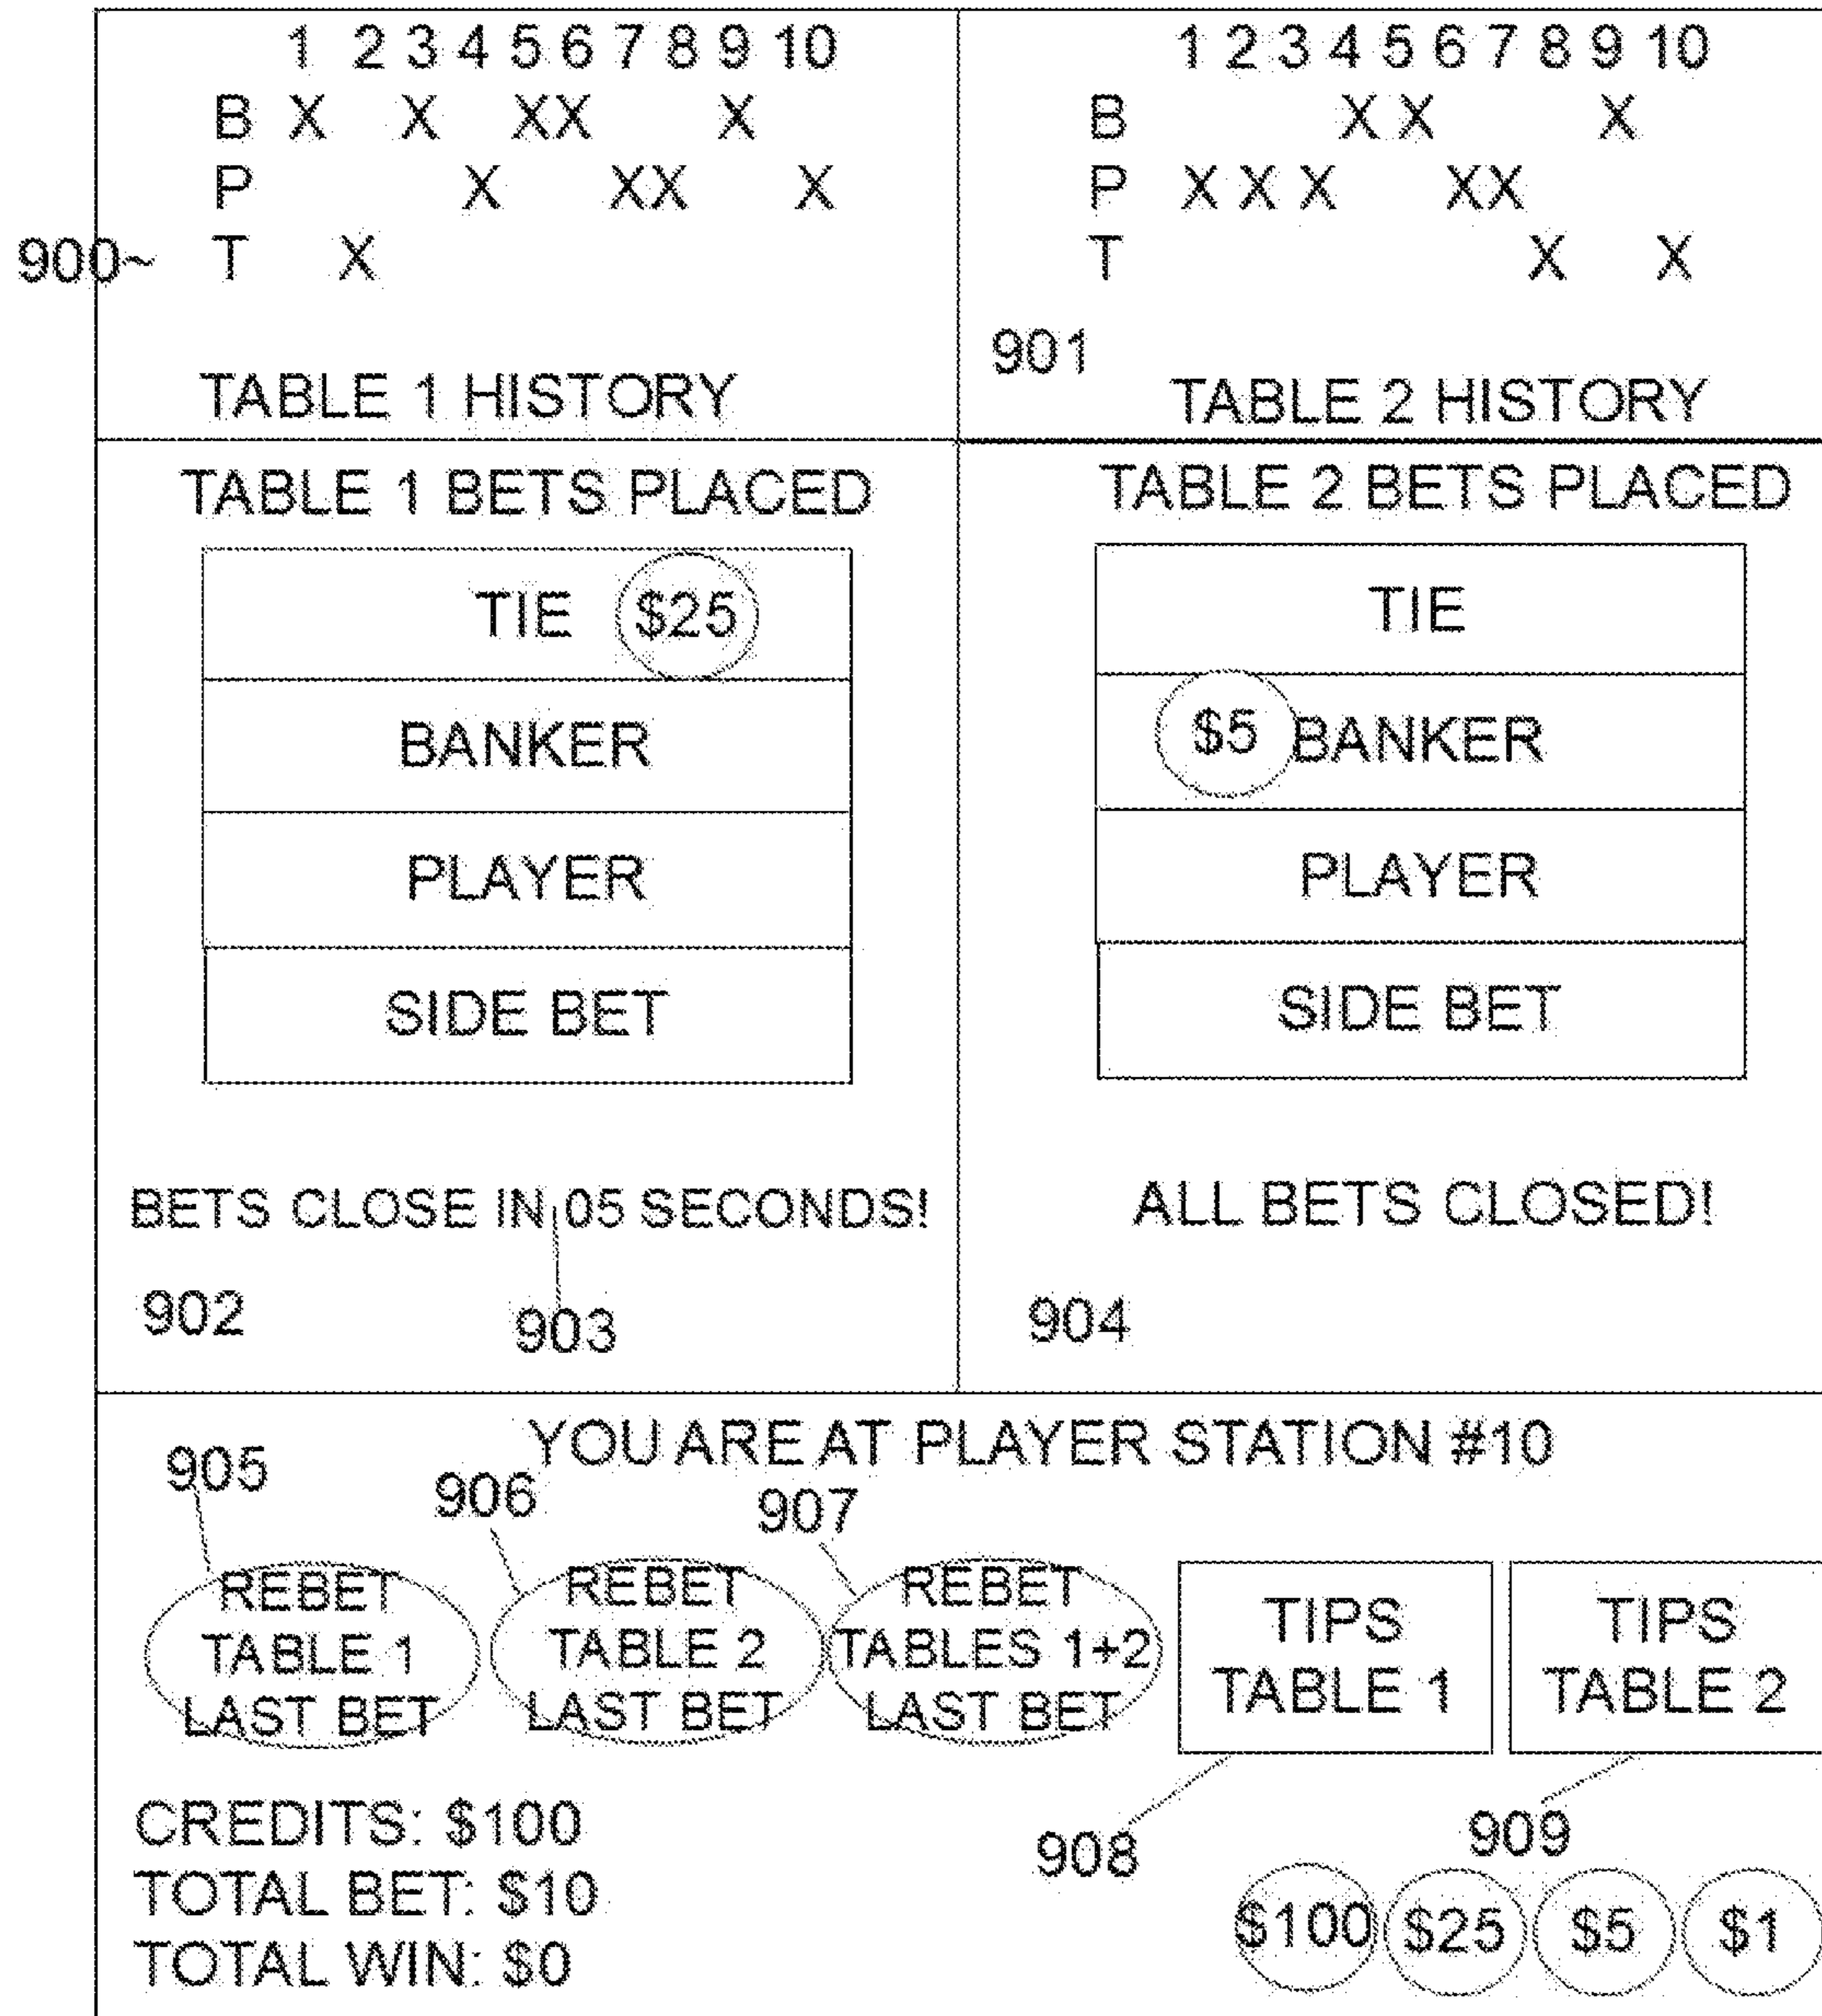 1 2 3 4 5 6 7 8 9 10
B X X XX X
P X XX X
900~ T X
TABLE 1 HISTORY
1 2 3 4 5 6 7 8 9 10
B X X X
P X X X XX
T X X
901
TABLE 2 HISTORY
TABLE 1 BETS PLACED
TIE $25
BANKER
PLAYER
SIDE BET
BETS CLOSE IN 05 SECONDS!
902 903
TABLE 2 BETS PLACED
TIE
$5 BANKER
PLAYER
SIDE BET
ALL BETS CLOSED!
904
YOU ARE AT PLAYER STATION #10
905 906 907
REBET
TABLE 1
LAST BET
REBET
TABLE 2
LAST BET
REBET
TABLES 1+2
LAST BET
TIPS
TABLE 1
TIPS
TABLE 2
908 909
CREDITS: $100
TOTAL BET: $10
TOTAL WIN: $0
$100 $25 $5 $1